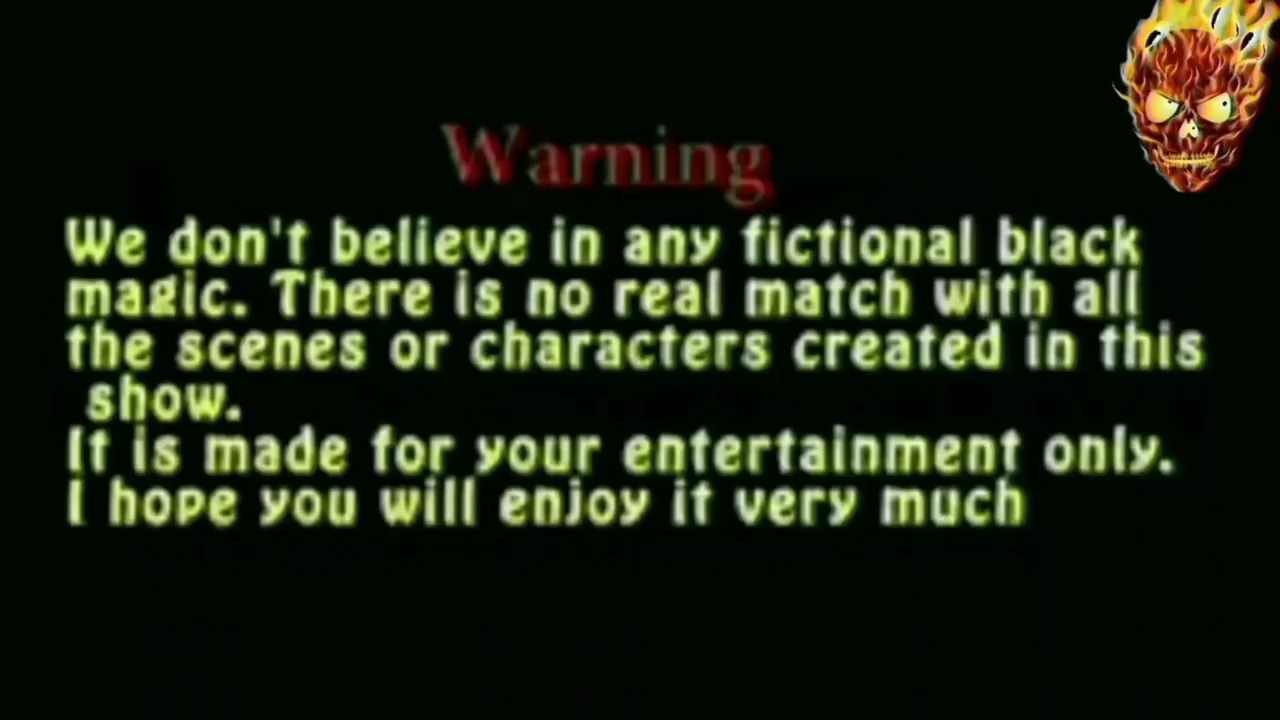 Warning
We don't believe in any fictional black
magic. There is no real match with all
the scenes or characters created in this
show.
It is made for your entertainment only.
I hope you will enjoy it very much